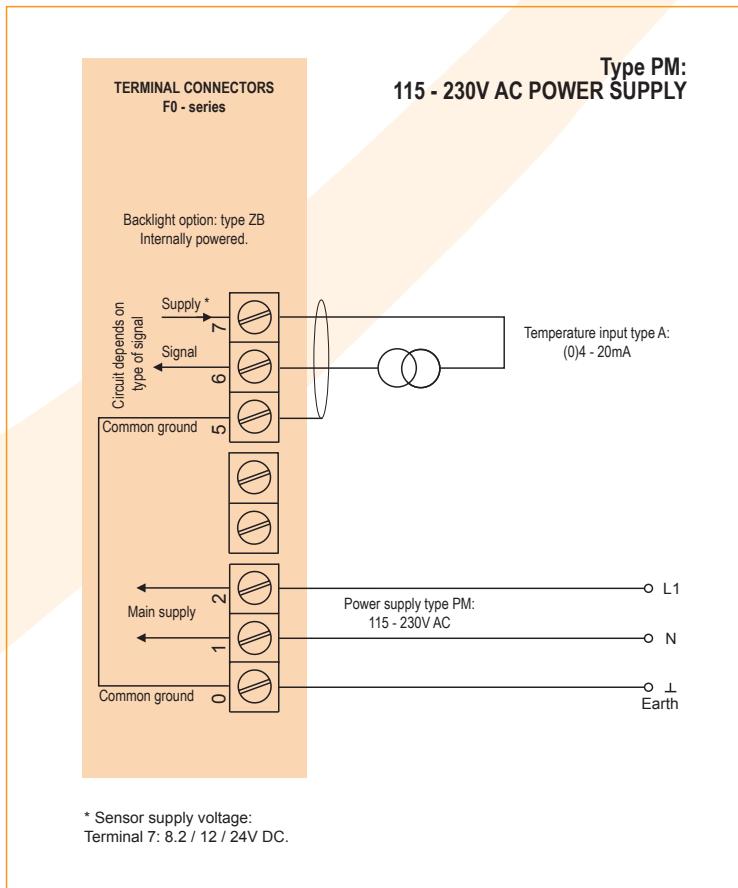 Type PM:
115 - 230V AC POWER SUPPLY
TERMINAL CONNECTORS
F0 - series
Backlight option: type ZB
Internally powered.
Circuit depends on
type of signal
Supply *
7
Signal
6
Common ground
5
Temperature input type A:
(0)4 - 20mA
2
Main supply
1
Power supply type PM:
115 - 230V AC
L1
N
Common ground
0
⊥
Earth
* Sensor supply voltage:
Terminal 7: 8.2 / 12 / 24V DC.